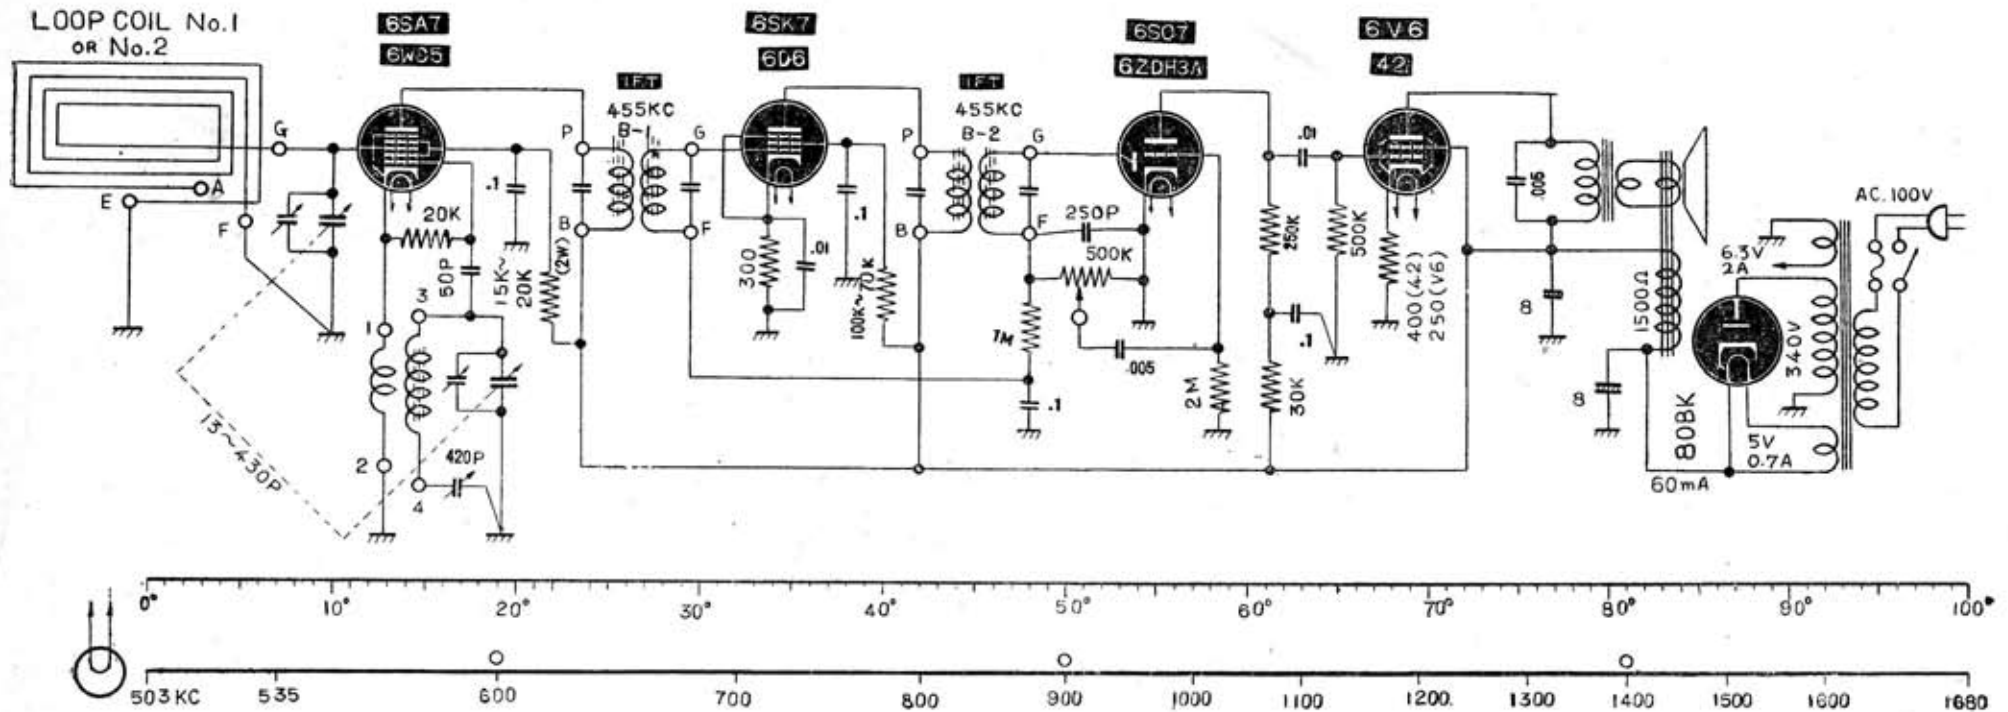 LOOP COIL No.1
OR No.2
6SA7
6WC5
6SK7
6D6
6SQ7
6ZDH3A
6V6
42
IFT
455KC
B-1
IFT
455KC
B-2
G
A
E
F
P
B
G
F
P
B
G
F
.1
20K
50P
15K~
20K
(2W)
1
2
3
4
420P
13~430P
300
.01
.1
100K~70K
250P
500K
1M
.1
.005
2M
250K
.01
500K
.1
30K
400(42)
250(V6)
.005
8
1500Ω
8
80BK
60mA
6.3V
2A
340V
5V
0.7A
AC.100V
0° 10° 20° 30° 40° 50° 60° 70° 80° 90° 100°
503KC 535 600 700 800 900 1000 1100 1200 1300 1400 1500 1600 1680